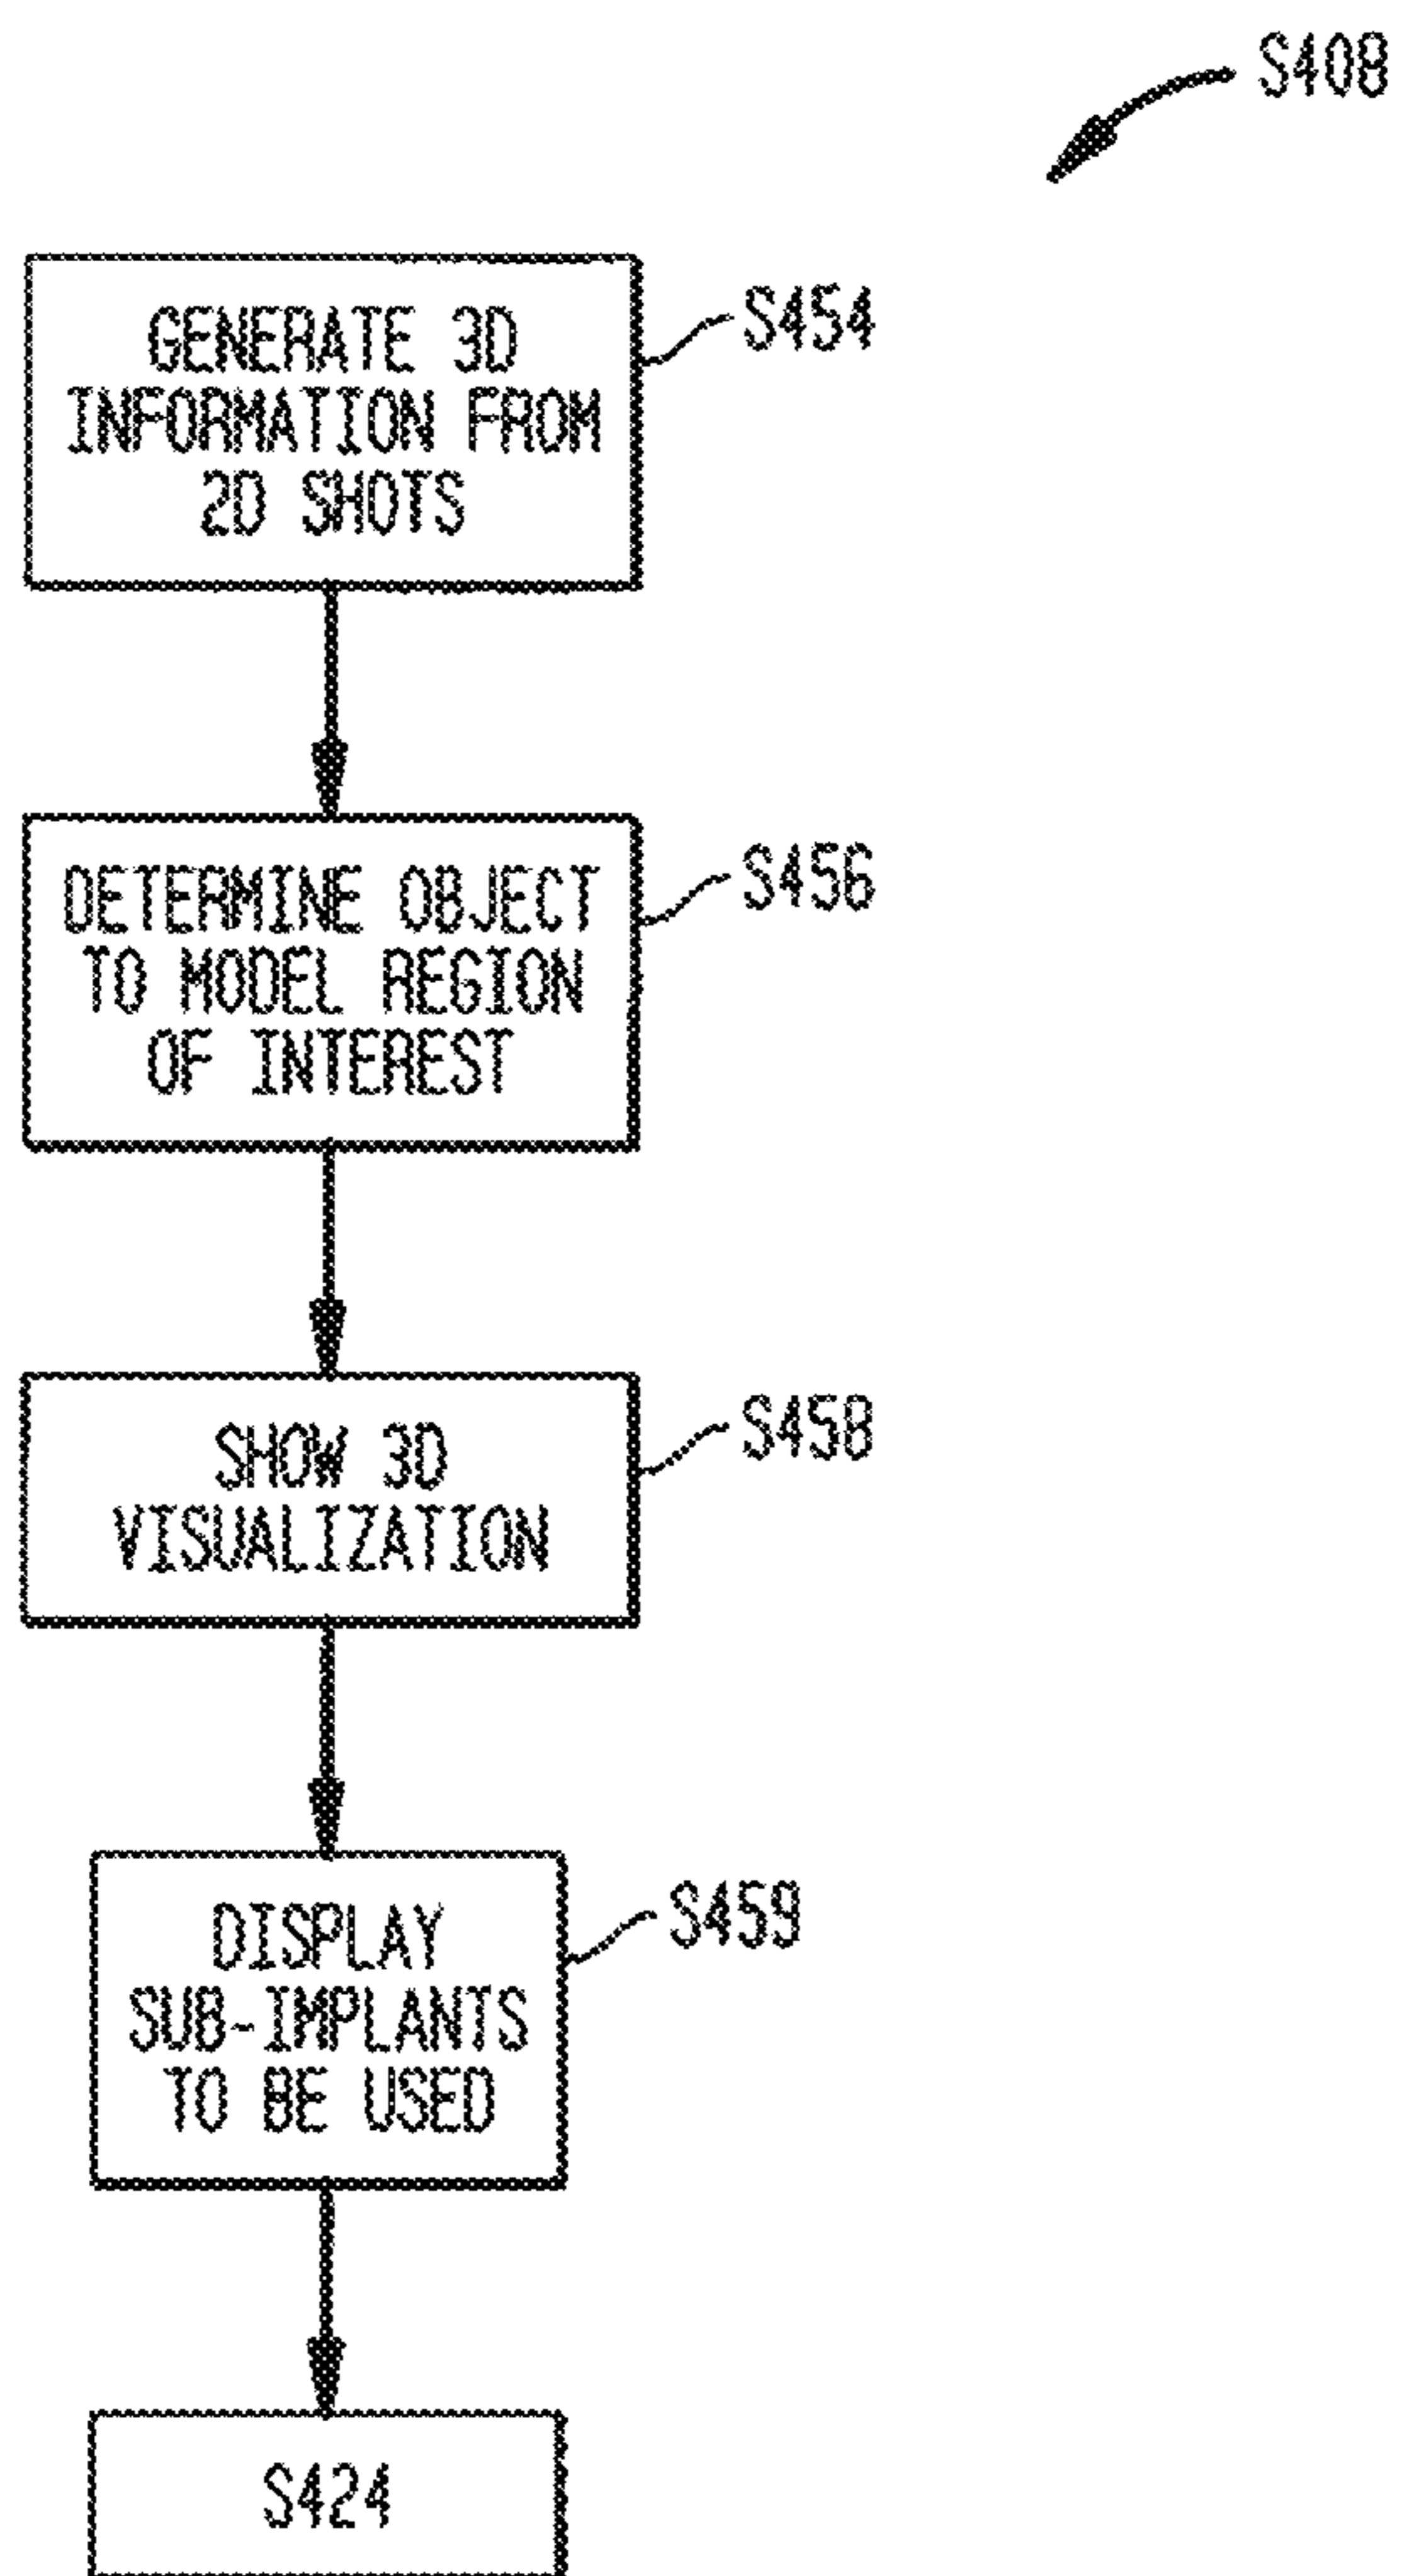 S408
GENERATE 3D
INFORMATION FROM
2D SHOTS
S454
DETERMINE OBJECT
TO MODEL REGION
OF INTEREST
S456
SHOW 3D
VISUALIZATION
S458
DISPLAY
SUB-IMPLANTS
TO BE USED
S459
S424